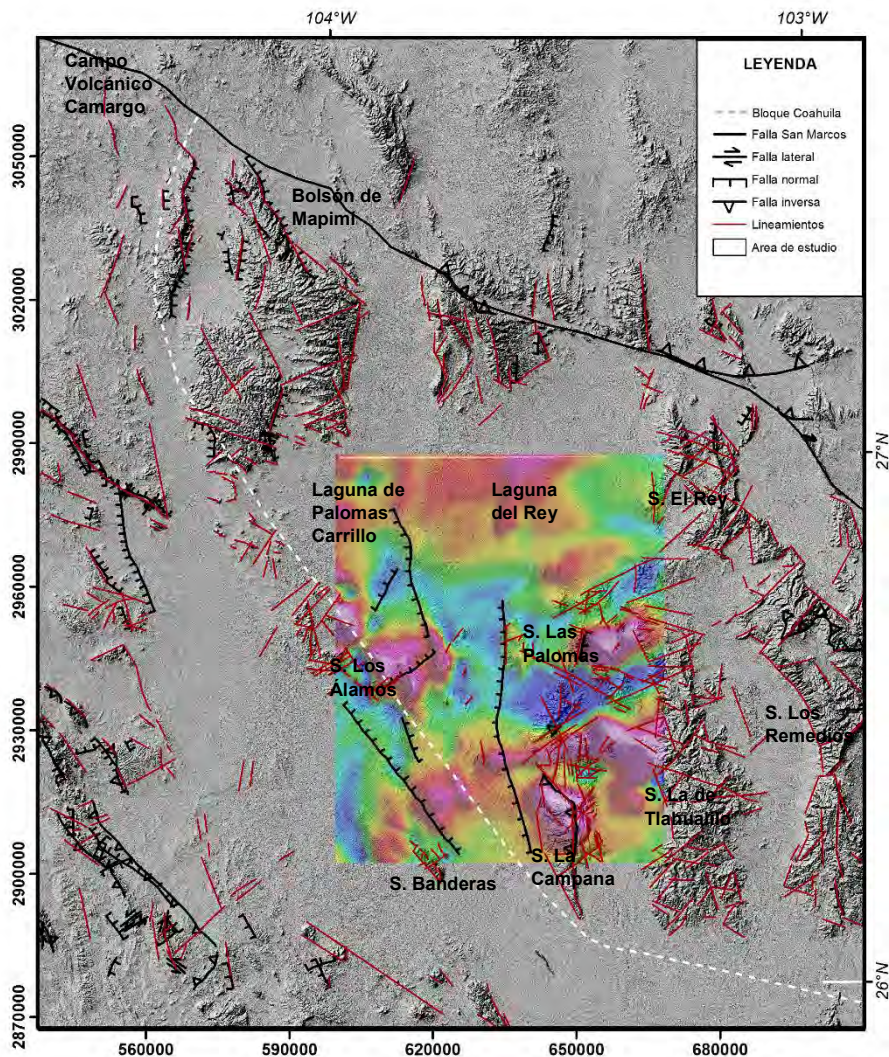 104°W
103°W
Campo
Volcánico
Camargo
LEYENDA
Bloque Coahuila
Falla San Marcos
Falla lateral
Falla normal
Falla inversa
Lineamientos
Area de estudio
3050000
Bolsón de
Mapimí
3020000
2990000
27°N
Laguna de
Palomas
Carrillo
Laguna
del Rey
S. El Rey
2960000
S. Las
Palomas
S. Los
Álamos
S. Los
Remedios
2930000
S. La de
Tlahualilo
S. La
Campana
S. Banderas
2900000
26°N
2870000
560000
590000
620000
650000
680000